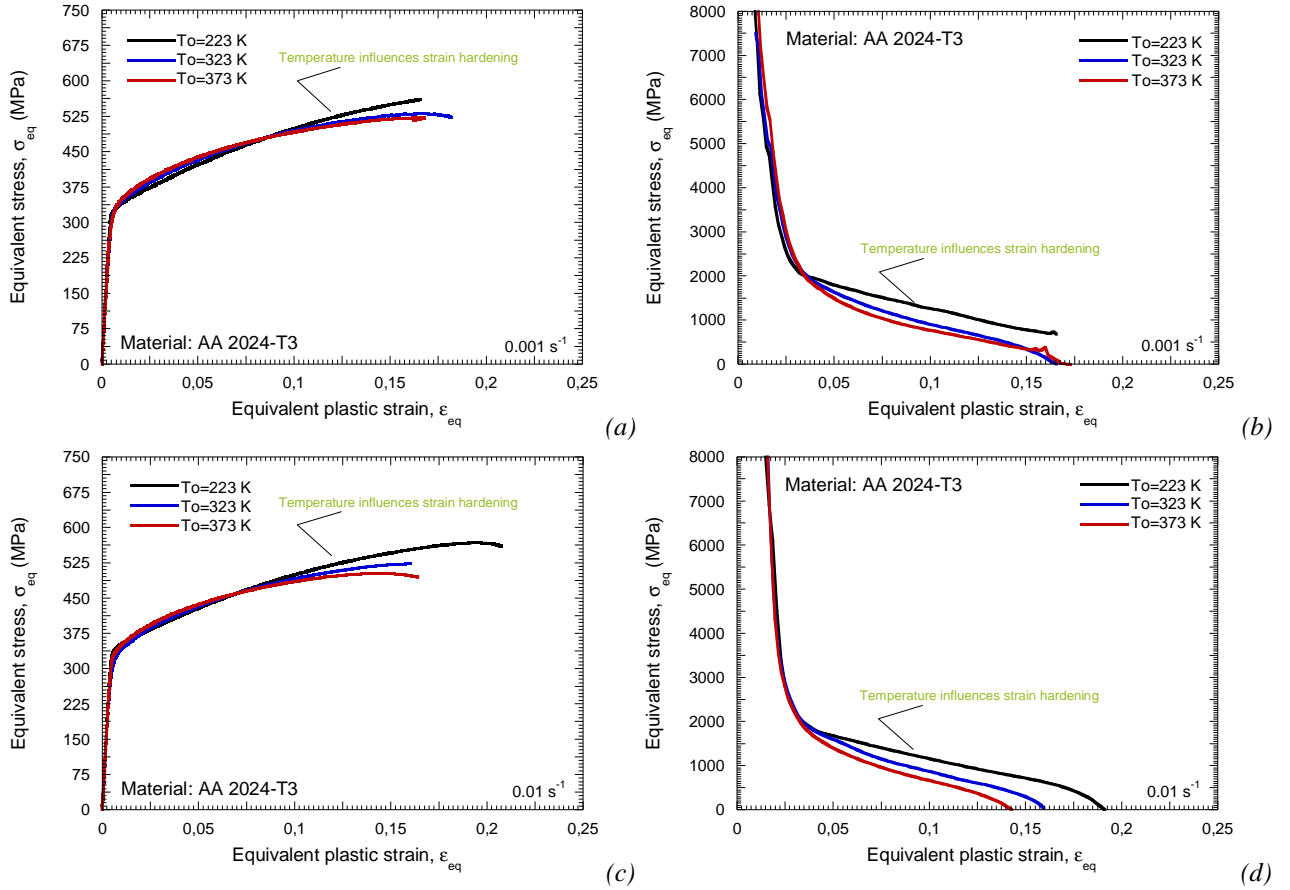 750
675
600
525
450
375
300
225
150
75
0
Equivalent stress, σeq (MPa)
To=223 K
To=323 K
To=373 K
Temperature influences strain hardening
Material: AA 2024-T3
0.001 s-1
0
0,05
0,1
0,15
0,2
0,25
Equivalent plastic strain, εeq
(a)
8000
7000
6000
5000
4000
3000
2000
1000
0
Equivalent stress, σeq (MPa)
Material: AA 2024-T3
To=223 K
To=323 K
To=373 K
Temperature influences strain hardening
0.001 s-1
0
0,05
0,1
0,15
0,2
0,25
Equivalent plastic strain, εeq
(b)
750
675
600
525
450
375
300
225
150
75
0
Equivalent stress, σeq (MPa)
To=223 K
To=323 K
To=373 K
Temperature influences strain hardening
Material: AA 2024-T3
0.01 s-1
0
0,05
0,1
0,15
0,2
0,25
Equivalent plastic strain, εeq
(c)
8000
7000
6000
5000
4000
3000
2000
1000
0
Equivalent stress, σeq (MPa)
Material: AA 2024-T3
To=223 K
To=323 K
To=373 K
Temperature influences strain hardening
0.01 s-1
0
0,05
0,1
0,15
0,2
0,25
Equivalent plastic strain, εeq
(d)